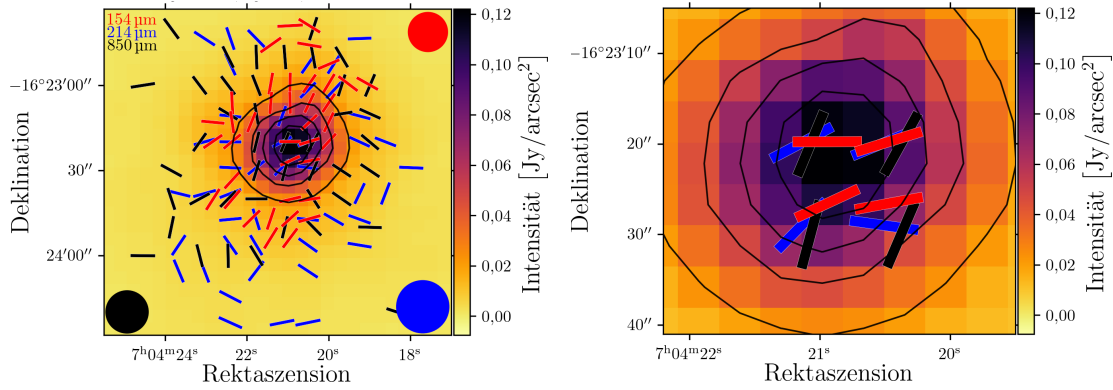 154 µm
214 µm
850 µm
−16°23′00″
30″
24′00″
Deklination
7ʰ04ᵐ24ˢ
22ˢ
20ˢ
18ˢ
Rektaszension
0,12
0,10
0,08
0,06
0,04
0,02
0,00
Intensität [Jy/arcsec²]
−16°23′10″
20″
30″
40″
Deklination
7ʰ04ᵐ22ˢ
21ˢ
20ˢ
Rektaszension
0,12
0,10
0,08
0,06
0,04
0,02
0,00
Intensität [Jy/arcsec²]